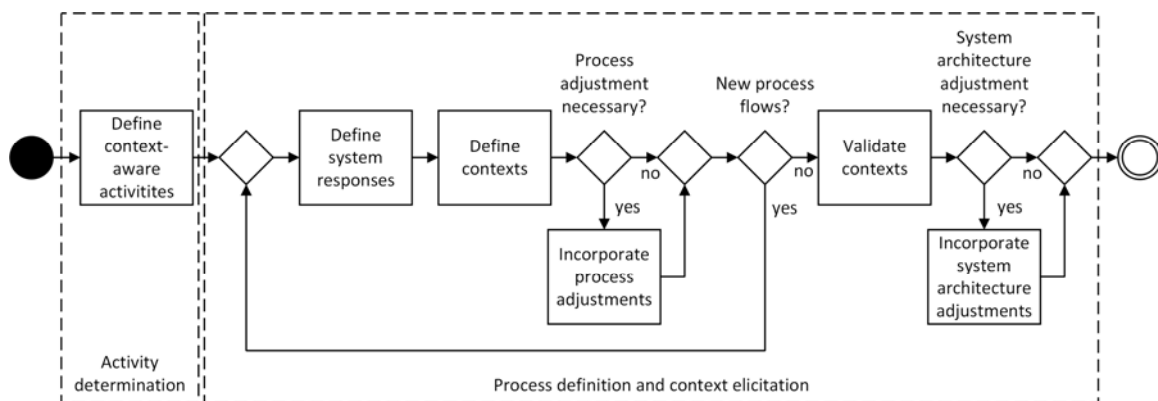 Define
context-
aware
activitites
Define
system
responses
Define
contexts
Process
adjustment
necessary?
no
yes
Incorporate
process
adjustments
New process
flows?
no
yes
Validate
contexts
System
architecture
adjustment
necessary?
no
yes
Incorporate
system
architecture
adjustments
Activity
determination
Process definition and context elicitation